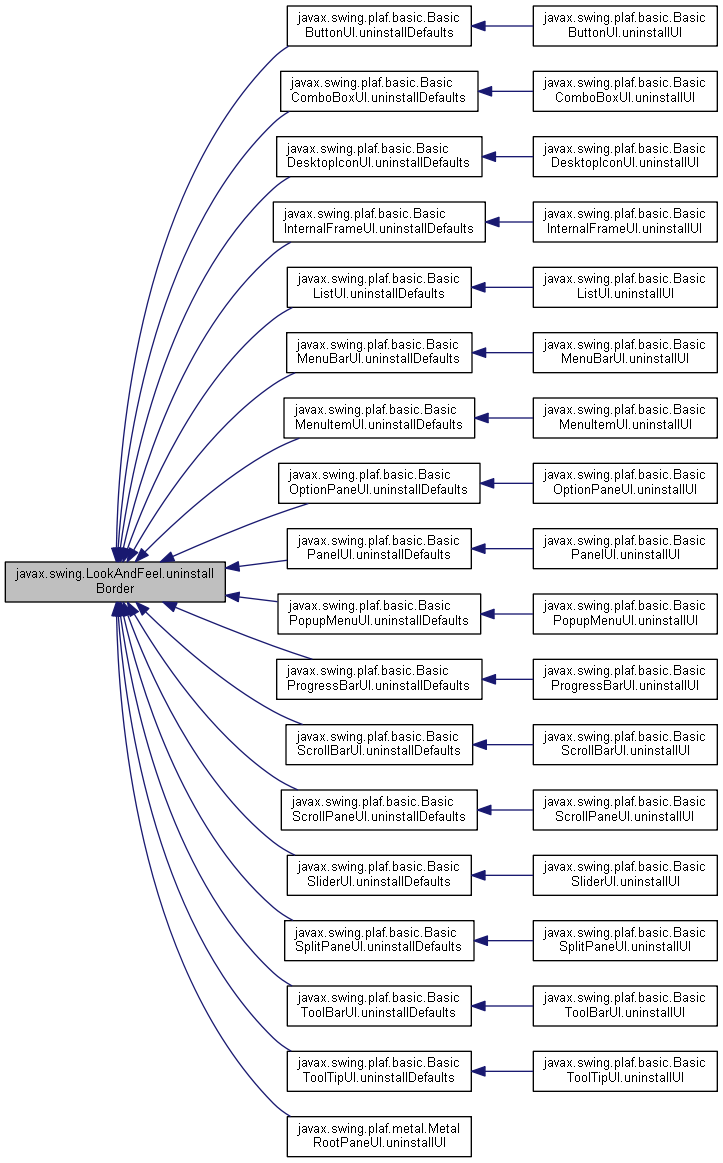 javax.swing.plaf.basic.Basic
ButtonUI.uninstallDefaults
javax.swing.plaf.basic.Basic
ButtonUI.uninstallUI
javax.swing.plaf.basic.Basic
ComboBoxUI.uninstallDefaults
javax.swing.plaf.basic.Basic
ComboBoxUI.uninstallUI
javax.swing.plaf.basic.Basic
DesktopIconUI.uninstallDefaults
javax.swing.plaf.basic.Basic
DesktopIconUI.uninstallUI
javax.swing.plaf.basic.Basic
InternalFrameUI.uninstallDefaults
javax.swing.plaf.basic.Basic
InternalFrameUI.uninstallUI
javax.swing.plaf.basic.Basic
ListUI.uninstallDefaults
javax.swing.plaf.basic.Basic
ListUI.uninstallUI
javax.swing.plaf.basic.Basic
MenuBarUI.uninstallDefaults
javax.swing.plaf.basic.Basic
MenuBarUI.uninstallUI
javax.swing.plaf.basic.Basic
MenuItemUI.uninstallDefaults
javax.swing.plaf.basic.Basic
MenuItemUI.uninstallUI
javax.swing.plaf.basic.Basic
OptionPaneUI.uninstallDefaults
javax.swing.plaf.basic.Basic
OptionPaneUI.uninstallUI
javax.swing.plaf.basic.Basic
PanelUI.uninstallDefaults
javax.swing.plaf.basic.Basic
PanelUI.uninstallUI
javax.swing.LookAndFeel.uninstall
Border
javax.swing.plaf.basic.Basic
PopupMenuUI.uninstallDefaults
javax.swing.plaf.basic.Basic
PopupMenuUI.uninstallUI
javax.swing.plaf.basic.Basic
ProgressBarUI.uninstallDefaults
javax.swing.plaf.basic.Basic
ProgressBarUI.uninstallUI
javax.swing.plaf.basic.Basic
ScrollBarUI.uninstallDefaults
javax.swing.plaf.basic.Basic
ScrollBarUI.uninstallUI
javax.swing.plaf.basic.Basic
ScrollPaneUI.uninstallDefaults
javax.swing.plaf.basic.Basic
ScrollPaneUI.uninstallUI
javax.swing.plaf.basic.Basic
SliderUI.uninstallDefaults
javax.swing.plaf.basic.Basic
SliderUI.uninstallUI
javax.swing.plaf.basic.Basic
SplitPaneUI.uninstallDefaults
javax.swing.plaf.basic.Basic
SplitPaneUI.uninstallUI
javax.swing.plaf.basic.Basic
ToolBarUI.uninstallDefaults
javax.swing.plaf.basic.Basic
ToolBarUI.uninstallUI
javax.swing.plaf.basic.Basic
ToolTipUI.uninstallDefaults
javax.swing.plaf.basic.Basic
ToolTipUI.uninstallUI
javax.swing.plaf.metal.Metal
RootPaneUI.uninstallUI